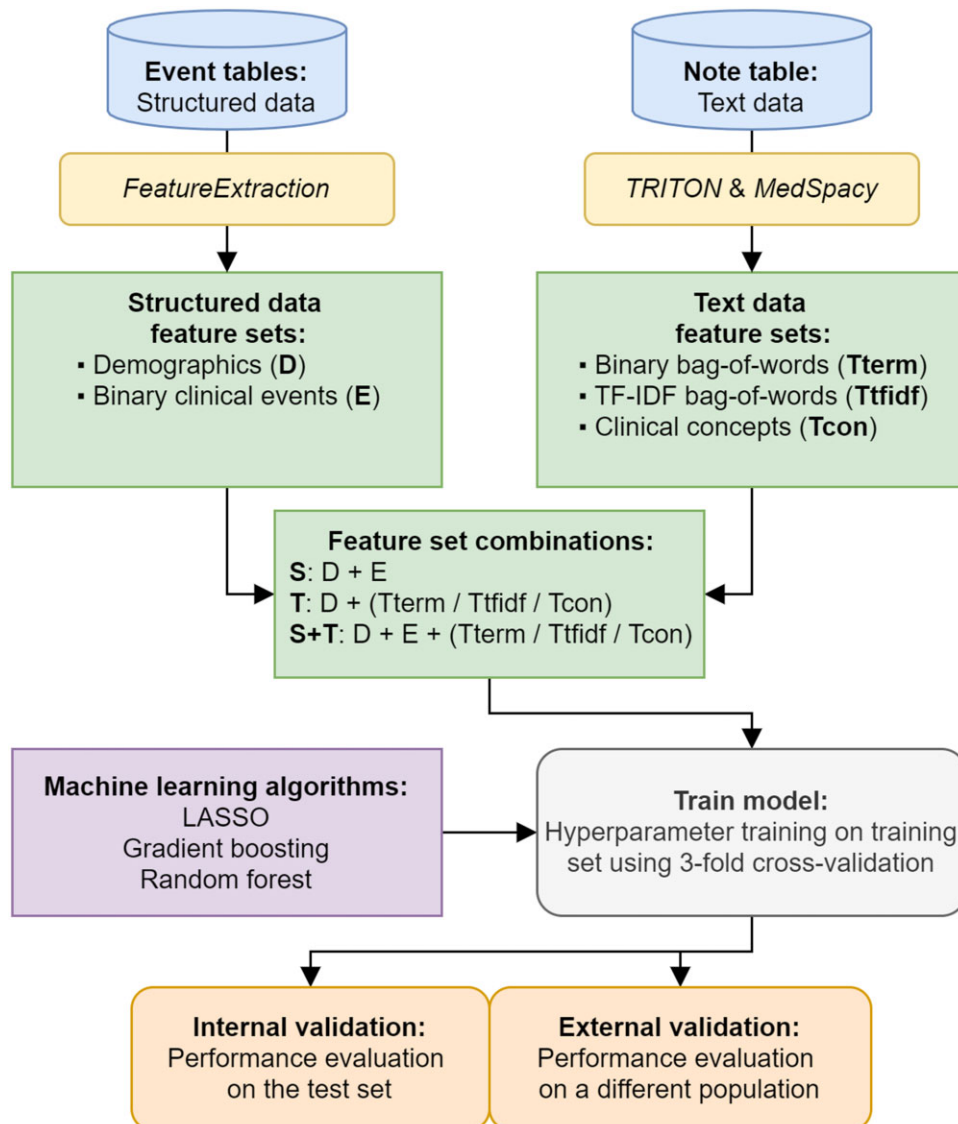 Event tables:
Structured data
Note table:
Text data
FeatureExtraction
TRITON & MedSpacy
Structured data
feature sets:
▪ Demographics (D)
▪ Binary clinical events (E)
Text data
feature sets:
▪ Binary bag-of-words (Tterm)
▪ TF-IDF bag-of-words (Ttfidf)
▪ Clinical concepts (Tcon)
Feature set combinations:
S: D + E
T: D + (Tterm / Ttfidf / Tcon)
S+T: D + E + (Tterm / Ttfidf / Tcon)
Machine learning algorithms:
LASSO
Gradient boosting
Random forest
Train model:
Hyperparameter training on training
set using 3-fold cross-validation
Internal validation:
Performance evaluation
on the test set
External validation:
Performance evaluation
on a different population